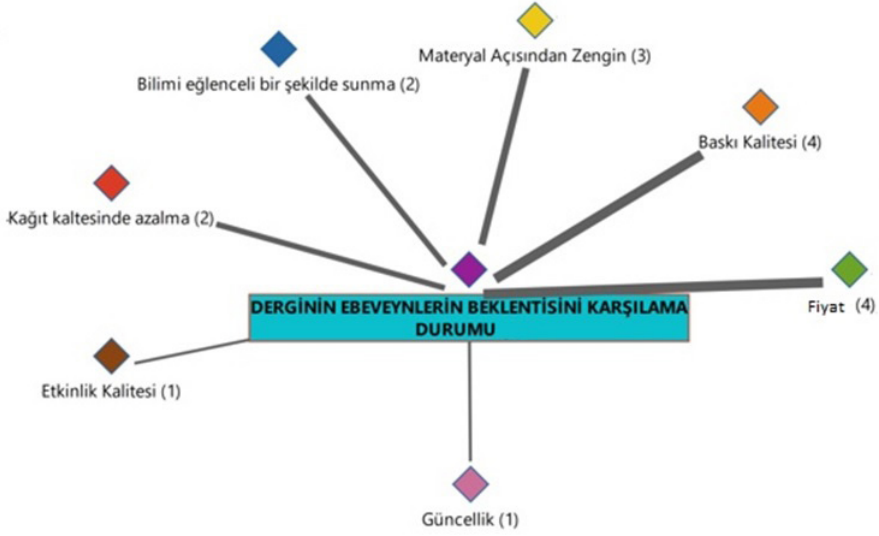 Materyal Açısından Zengin (3)
Bilimi eğlenceli bir şekilde sunma (2)
Baskı Kalitesi (4)
Kağıt kaltesinde azalma (2)
DERGİNİN EBEVEYNLERİN BEKLENTİSİNİ KARŞILAMA
DURUMU
Fiyat (4)
Etkinlik Kalitesi (1)
Güncellik (1)